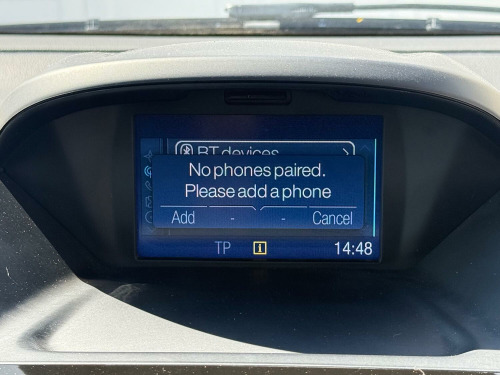 BT devices
No phones paired.
Please add a phone
Add - - Cancel
TP i 14:48